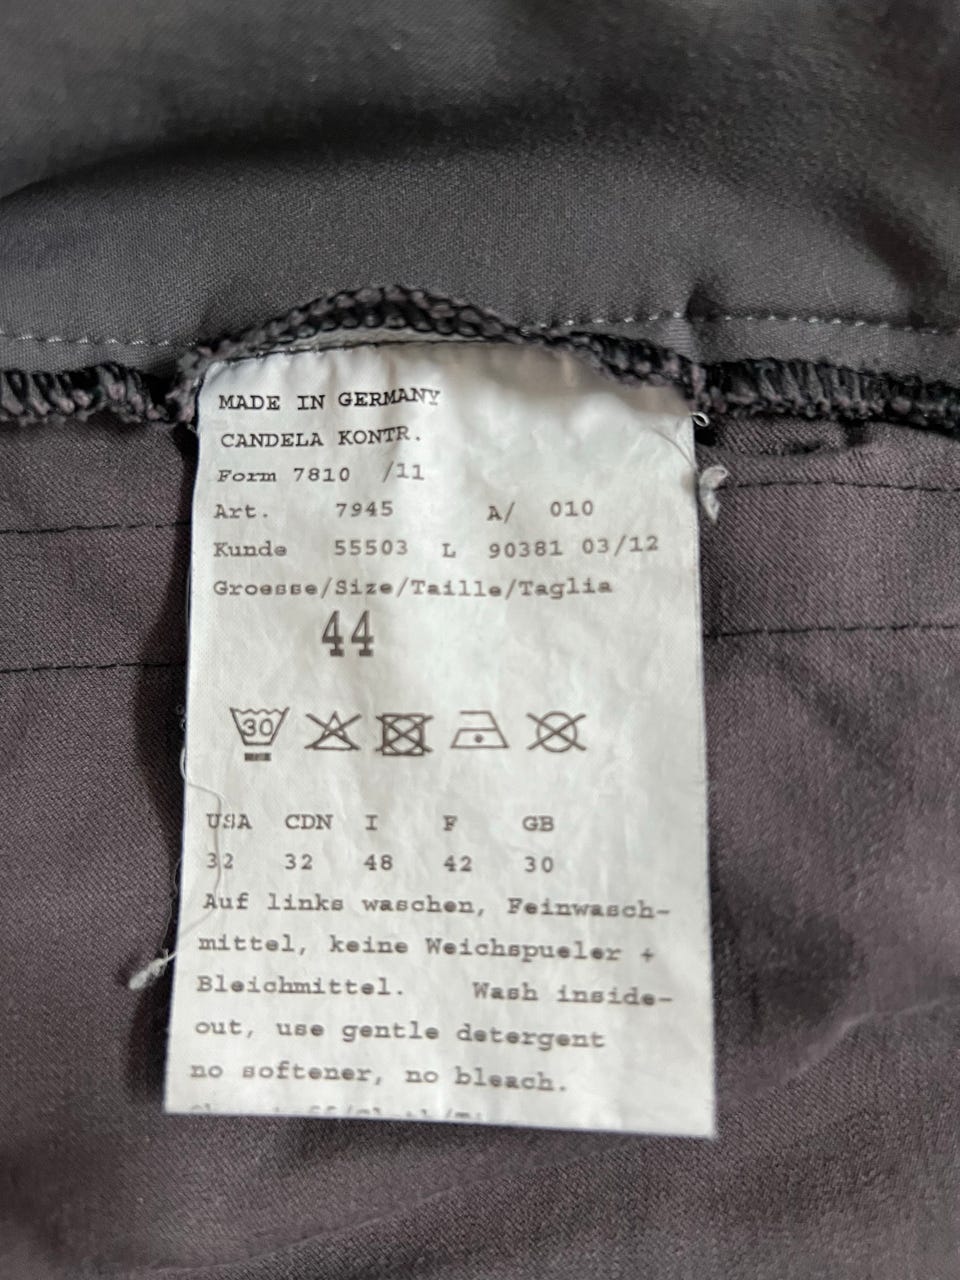 MADE IN GERMANY
CANDELA KONTR.
Form 7810 /11
Art. 7945 A/ 010
Kunde 55503 L 90381 03/12
Groesse/Size/Taille/Taglia
44
30
USA CDN I F GB
32 32 48 42 30
Auf links waschen, Feinwasch-
mittel, keine Weichspueler +
Bleichmittel. Wash inside-
out, use gentle detergent
no softener, no bleach.